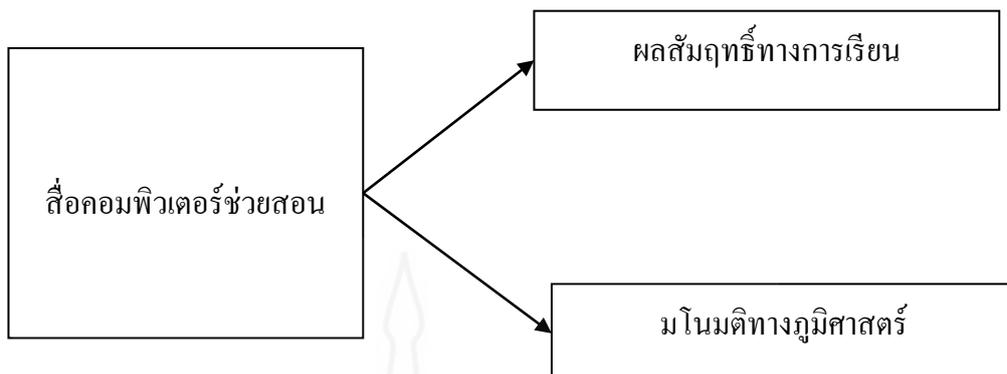 ผลสัมฤทธิ์ทางการเรียน
สื่อคอมพิวเตอร์ช่วยสอน
มโนมติทางภูมิศาสตร์